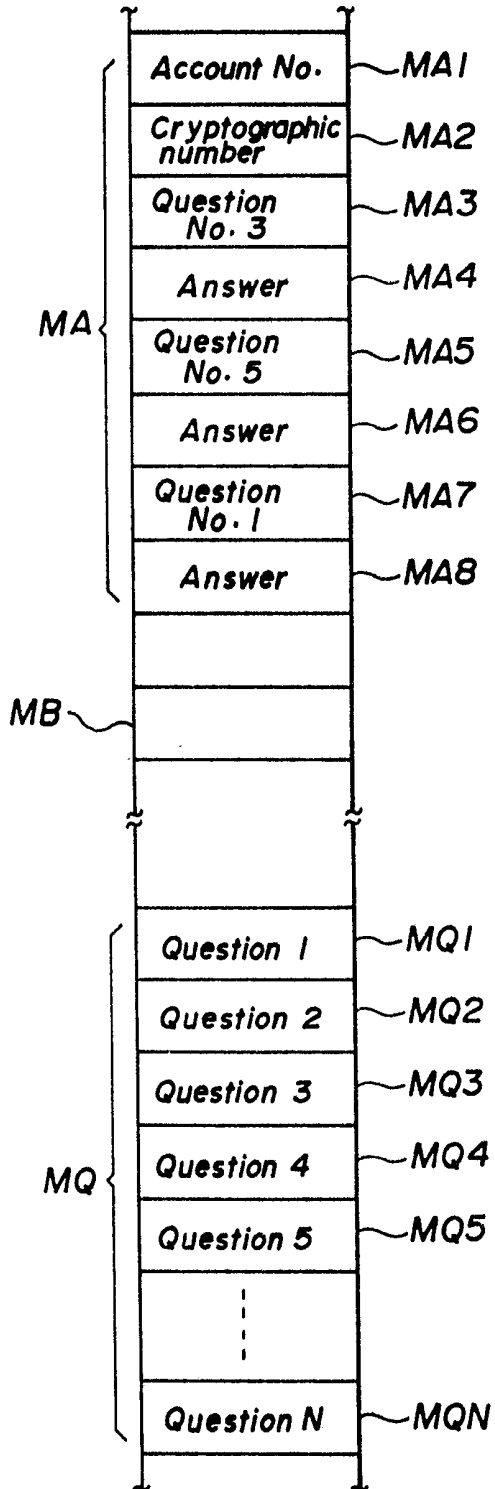 Account No.
MA1
Cryptographic
number
MA2
Question
No. 3
MA3
Answer
MA4
MA
Question
No. 5
MA5
Answer
MA6
Question
No. 1
MA7
Answer
MA8
MB
Question 1
MQ1
Question 2
MQ2
Question 3
MQ3
MQ
Question 4
MQ4
Question 5
MQ5
Question N
MQN